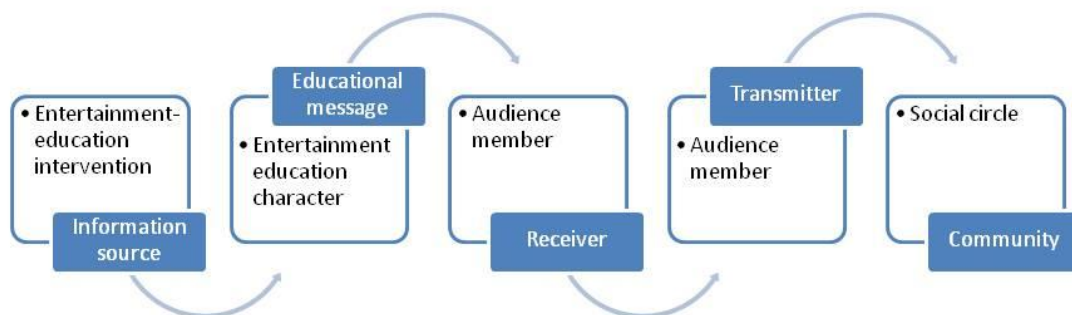 • Entertainment-
education
intervention
Information
source
Educational
message
• Entertainment
education
character
• Audience
member
Receiver
Transmitter
• Audience
member
• Social circle
Community